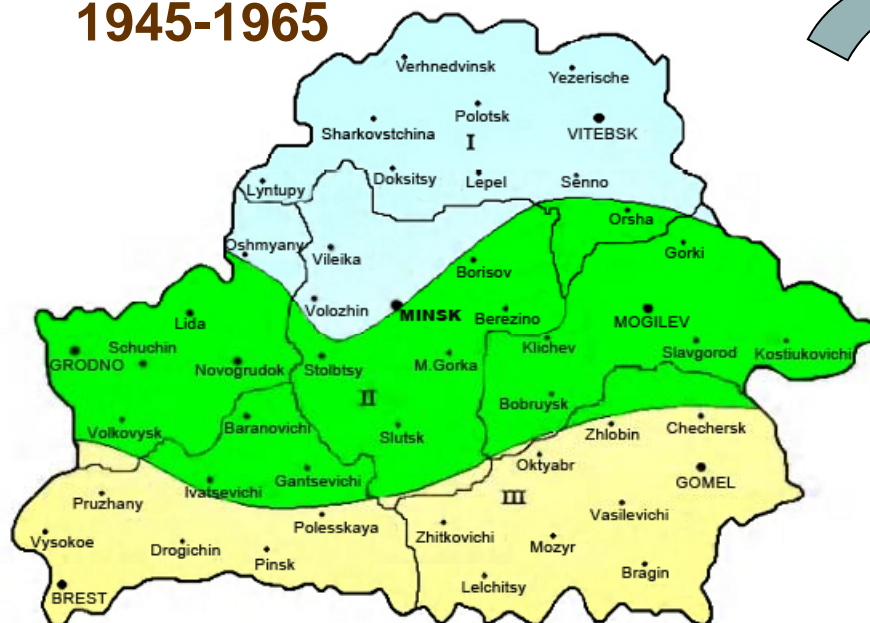 1945-1965
Verhnedvinsk
Yezerische
Polotsk
Sharkovstchina
VITEBSK
I
Doksitsy
Lepel
Senno
Lyntupy
Orsha
Oshmyany
Vileika
Gorki
Borisov
Volozhin
MINSK
Berezino
MOGILEV
Lida
Schuchin
Klichev
Slavgorod
Kostiukovichi
GRODNO
Novogrudok
Stolbtsy
M.Gorka
II
Bobruysk
Volkovysk
Baranovichi
Slutsk
Zhlobin
Chechersk
Oktyabr
Ivatsevichi
Gantsevichi
GOMEL
Pruzhany
III
Vasilevichi
Polesskaya
Zhitkovichi
Vysokoe
Drogichin
Pinsk
Mozyr
Bragin
Lelchitsy
BREST